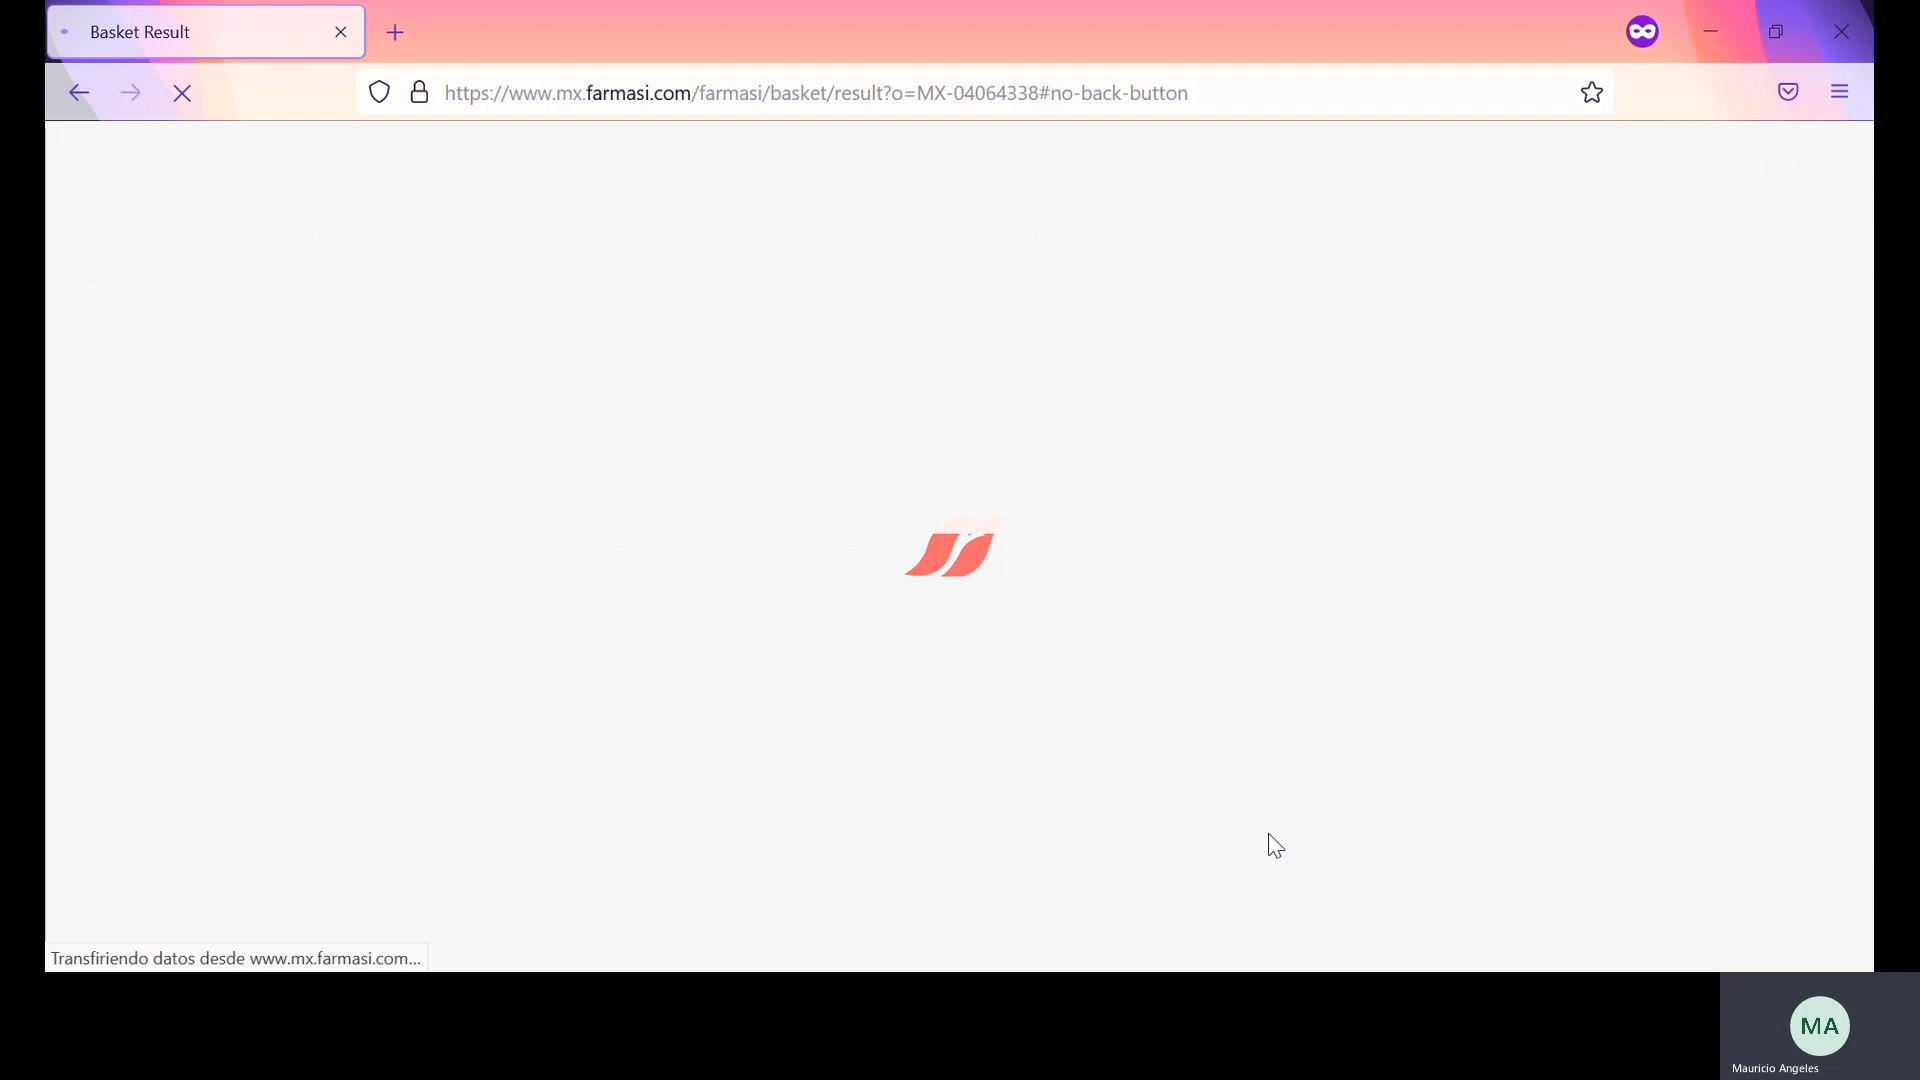 Basket Result
https://www.mx.farmasi.com/farmasi/basket/result?o=MX-04064338#no-back-button
Transfiriendo datos desde www.mx.farmasi.com...
MA
Mauricio Angeles